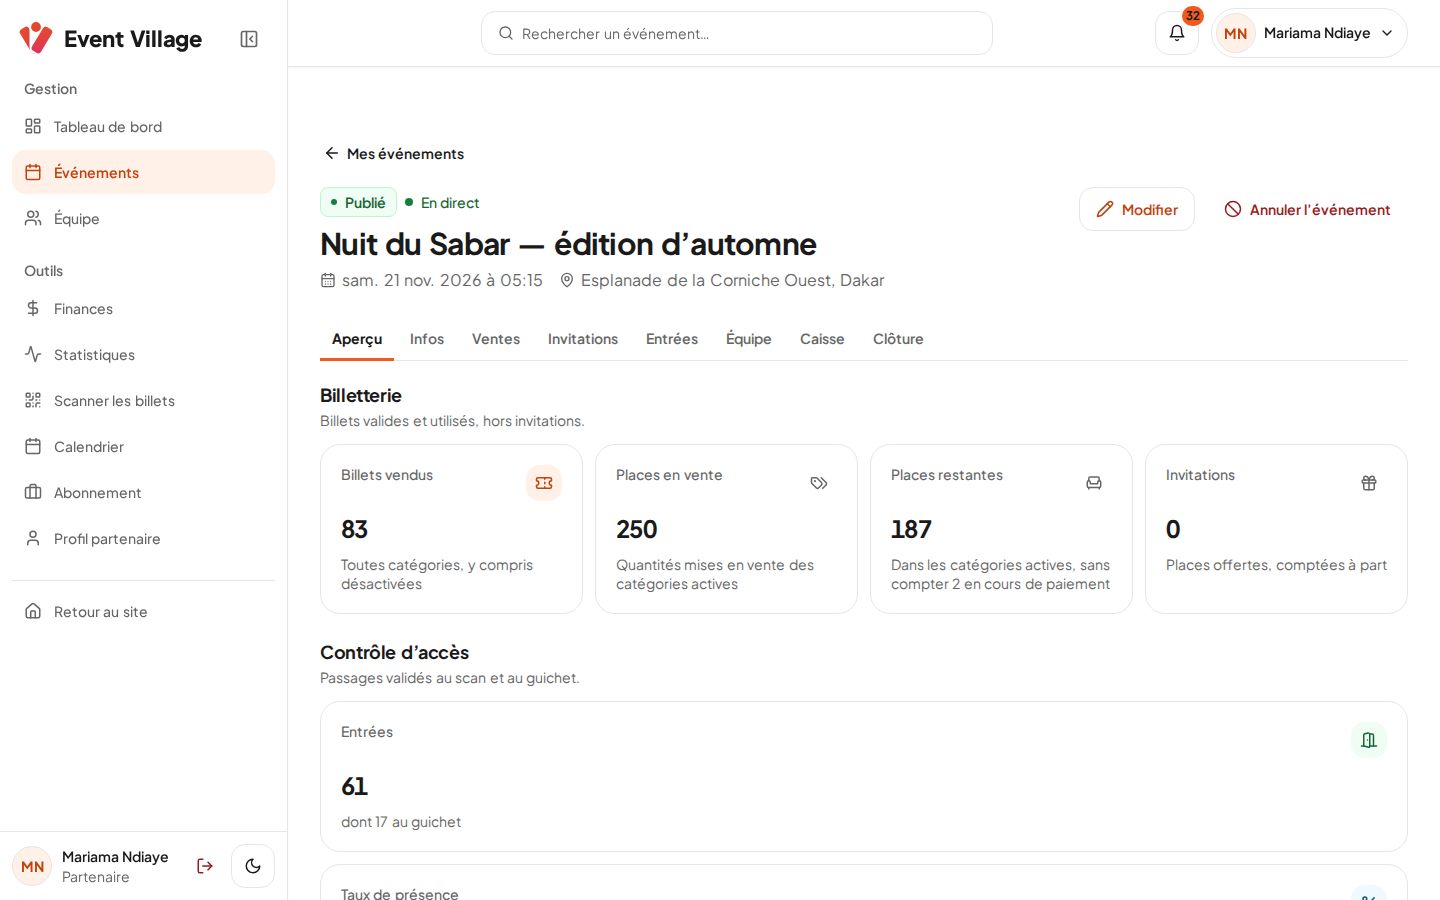 Event Village
Gestion
Tableau de bord
Événements
Équipe
Outils
Finances
Statistiques
Scanner les billets
Calendrier
Abonnement
Profil partenaire
Retour au site
MN
Mariama Ndiaye
Partenaire
Rechercher un événement…
32
MN
Mariama Ndiaye
Mes événements
Publié
En direct
Modifier
Annuler l’événement
Nuit du Sabar — édition d’automne
sam. 21 nov. 2026 à 05:15
Esplanade de la Corniche Ouest, Dakar
Aperçu
Infos
Ventes
Invitations
Entrées
Équipe
Caisse
Clôture
Billetterie
Billets valides et utilisés, hors invitations.
Billets vendus
83
Toutes catégories, y compris
désactivées
Places en vente
250
Quantités mises en vente des
catégories actives
Places restantes
187
Dans les catégories actives, sans
compter 2 en cours de paiement
Invitations
0
Places offertes, comptées à part
Contrôle d’accès
Passages validés au scan et au guichet.
Entrées
61
dont 17 au guichet
Taux de présence